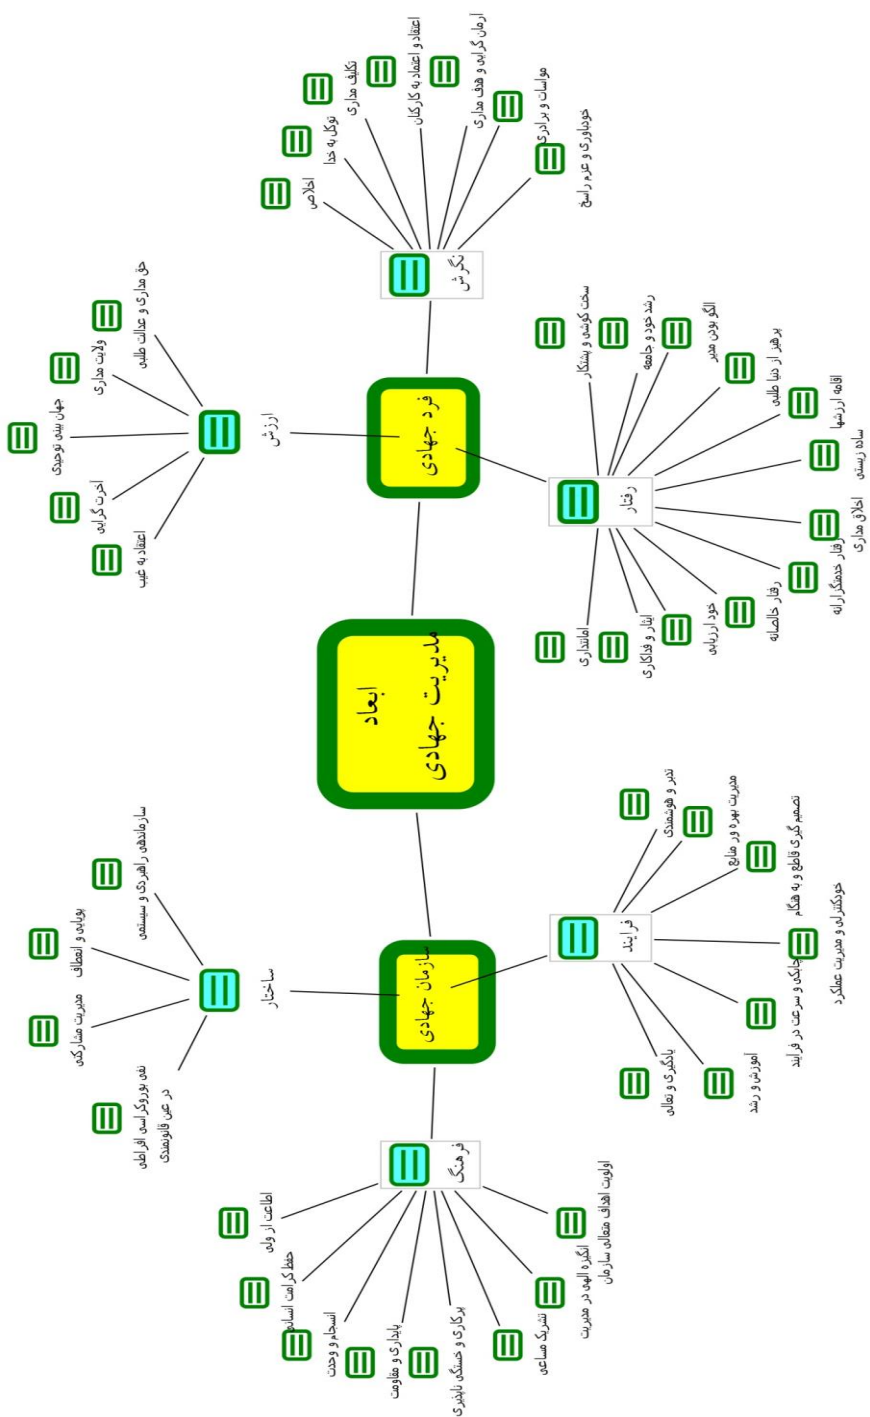 ابعاد
مدیریت جهادی
فرد جهادی
نگرش
خودباوری و عزم راسخ
مواسات و برادری
آرمان گرایی و هدف مداری
اعتقاد و اعتماد به کارکنان
تکلیف مداری
توکل به خدا
اخلاص
ارزش
حق مداری و عدالت طلبی
ولایت مداری
جهان بینی توحیدی
آخرت گرایی
اعتقاد به غیب
رفتار
سخت کوشی و پشتکار
رشد خود و جامعه
الگو بودن مدیر
پرهیز از دنیا طلبی
اقامه ارزشها
ساده زیستی
اخلاق مداری
رفتار خدمتگزارانه
رفتار خالصانه
خود ارزیابی
ایثار و فداکاری
امانتداری
سازمان جهادی
ساختار
سازماندهی راهبردی و سیستمی
پویایی و انعطاف
مدیریت مشارکتی
نفی بوروکراسی افراطی
در عین قانونمندی
فرایند
تدبر و هوشمندی
مدیریت بهره ور منابع
تصمیم گیری قاطع و به هنگام
خودکنترلی و مدیریت عملکرد
چابکی و سرعت در فرایند
آموزش و رشد
یادگیری و تعالی
فرهنگ
اولویت اهداف متعالی سازمان
انگیزه الهی در مدیریت
تشریک مساعی
پرکاری و خستگی ناپذیری
پایداری و مقاومت
انسجام و وحدت
حفظ کرامت انسانی
اطاعت از ولی